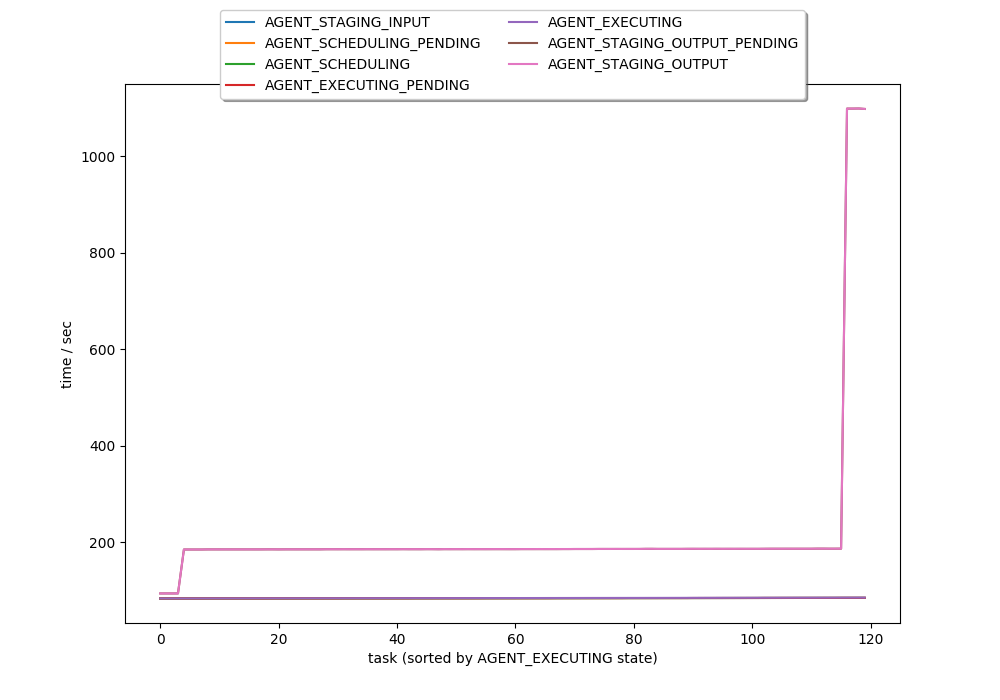 AGENT_STAGING_INPUT
AGENT_SCHEDULING_PENDING
AGENT_SCHEDULING
AGENT_EXECUTING_PENDING
AGENT_EXECUTING
AGENT_STAGING_OUTPUT_PENDING
AGENT_STAGING_OUTPUT
1000
800
600
400
200
time / sec
0 20 40 60 80 100 120
task (sorted by AGENT_EXECUTING state)